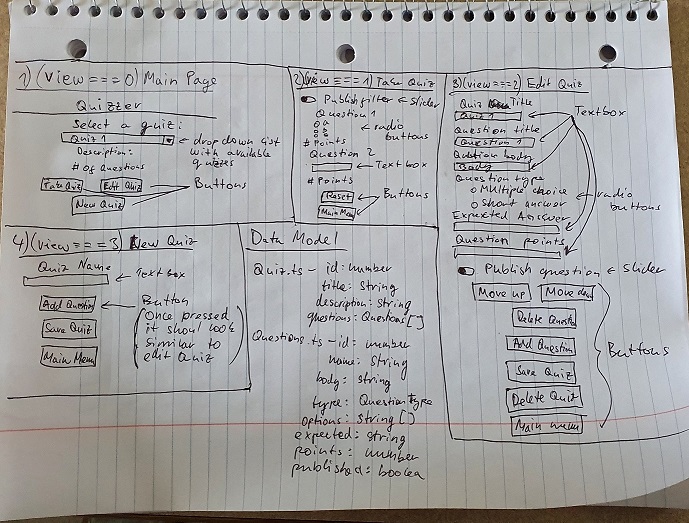 1) (view === 0) Main Page
Quizzer
Select a quiz:
Quiz 1
← drop down list
with available
quizzes
Description:
# Of Questions
Take Quiz
Edit Quiz
New Quiz
Buttons
2) (view === 1) Take Quiz
Publish filter ← slider
Question 1
← radio
buttons
# Points
Question 2
← Text box
# Points
Reset
Main Menu
Buttons
3) (view === 2) Edit Quiz
Quiz Title
Quiz 1
Textbox
Question title
Question 1
Question body
Body
Question type
o Multiple choice
o Short answer
← radio
buttons
Expected Answer
Question points
Publish question ← slider
Move up
Move down
Delete Question
Add Question
Save Quiz
Delete Quiz
Main menu
Buttons
4) (view === 3) New Quiz
Quiz Name
← Text box
Add Question
← Button
(Once pressed
it shoul look
similar to
edit Quiz)
Save Quiz
Main Menu
Data Model
Quiz.ts - id: number
title: String
description: String
questions: Questions[]
Questions.ts - id: number
name: String
body: String
type: Question type
options: String []
expected: String
points: number
published: boolea